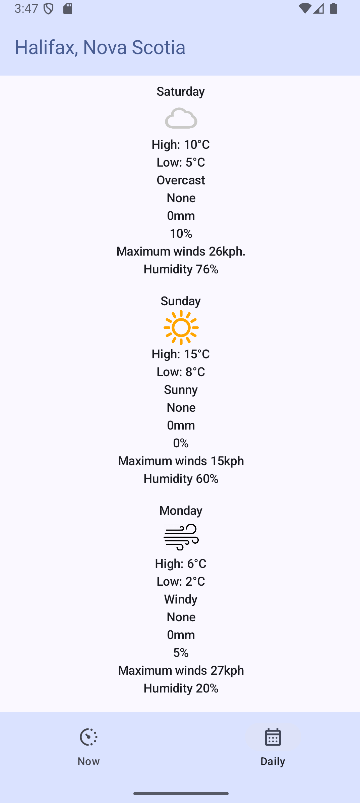 3:47
Halifax, Nova Scotia
Saturday
High: 10°C
Low: 5°C
Overcast
None
0mm
10%
Maximum winds 26kph.
Humidity 76%
Sunday
High: 15°C
Low: 8°C
Sunny
None
0mm
0%
Maximum winds 15kph
Humidity 60%
Monday
High: 6°C
Low: 2°C
Windy
None
0mm
5%
Maximum winds 27kph
Humidity 20%
Now
Daily